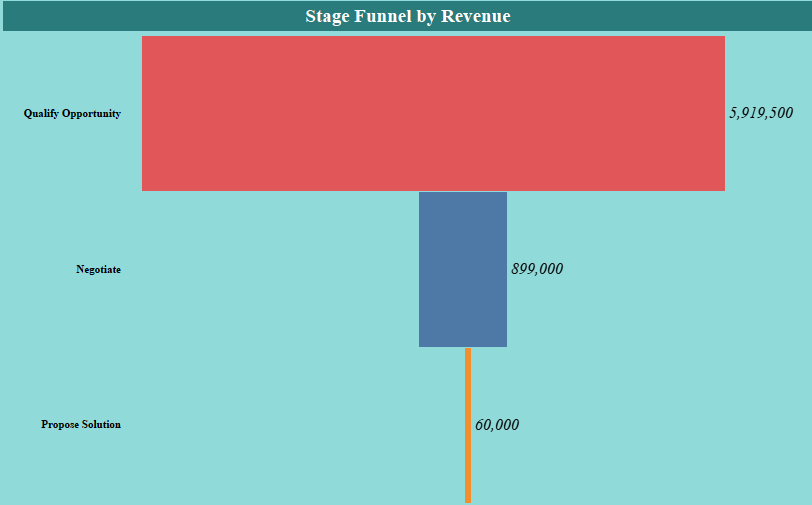 Stage Funnel by Revenue
Qualify Opportunity
5,919,500
Negotiate
899,000
Propose Solution
60,000